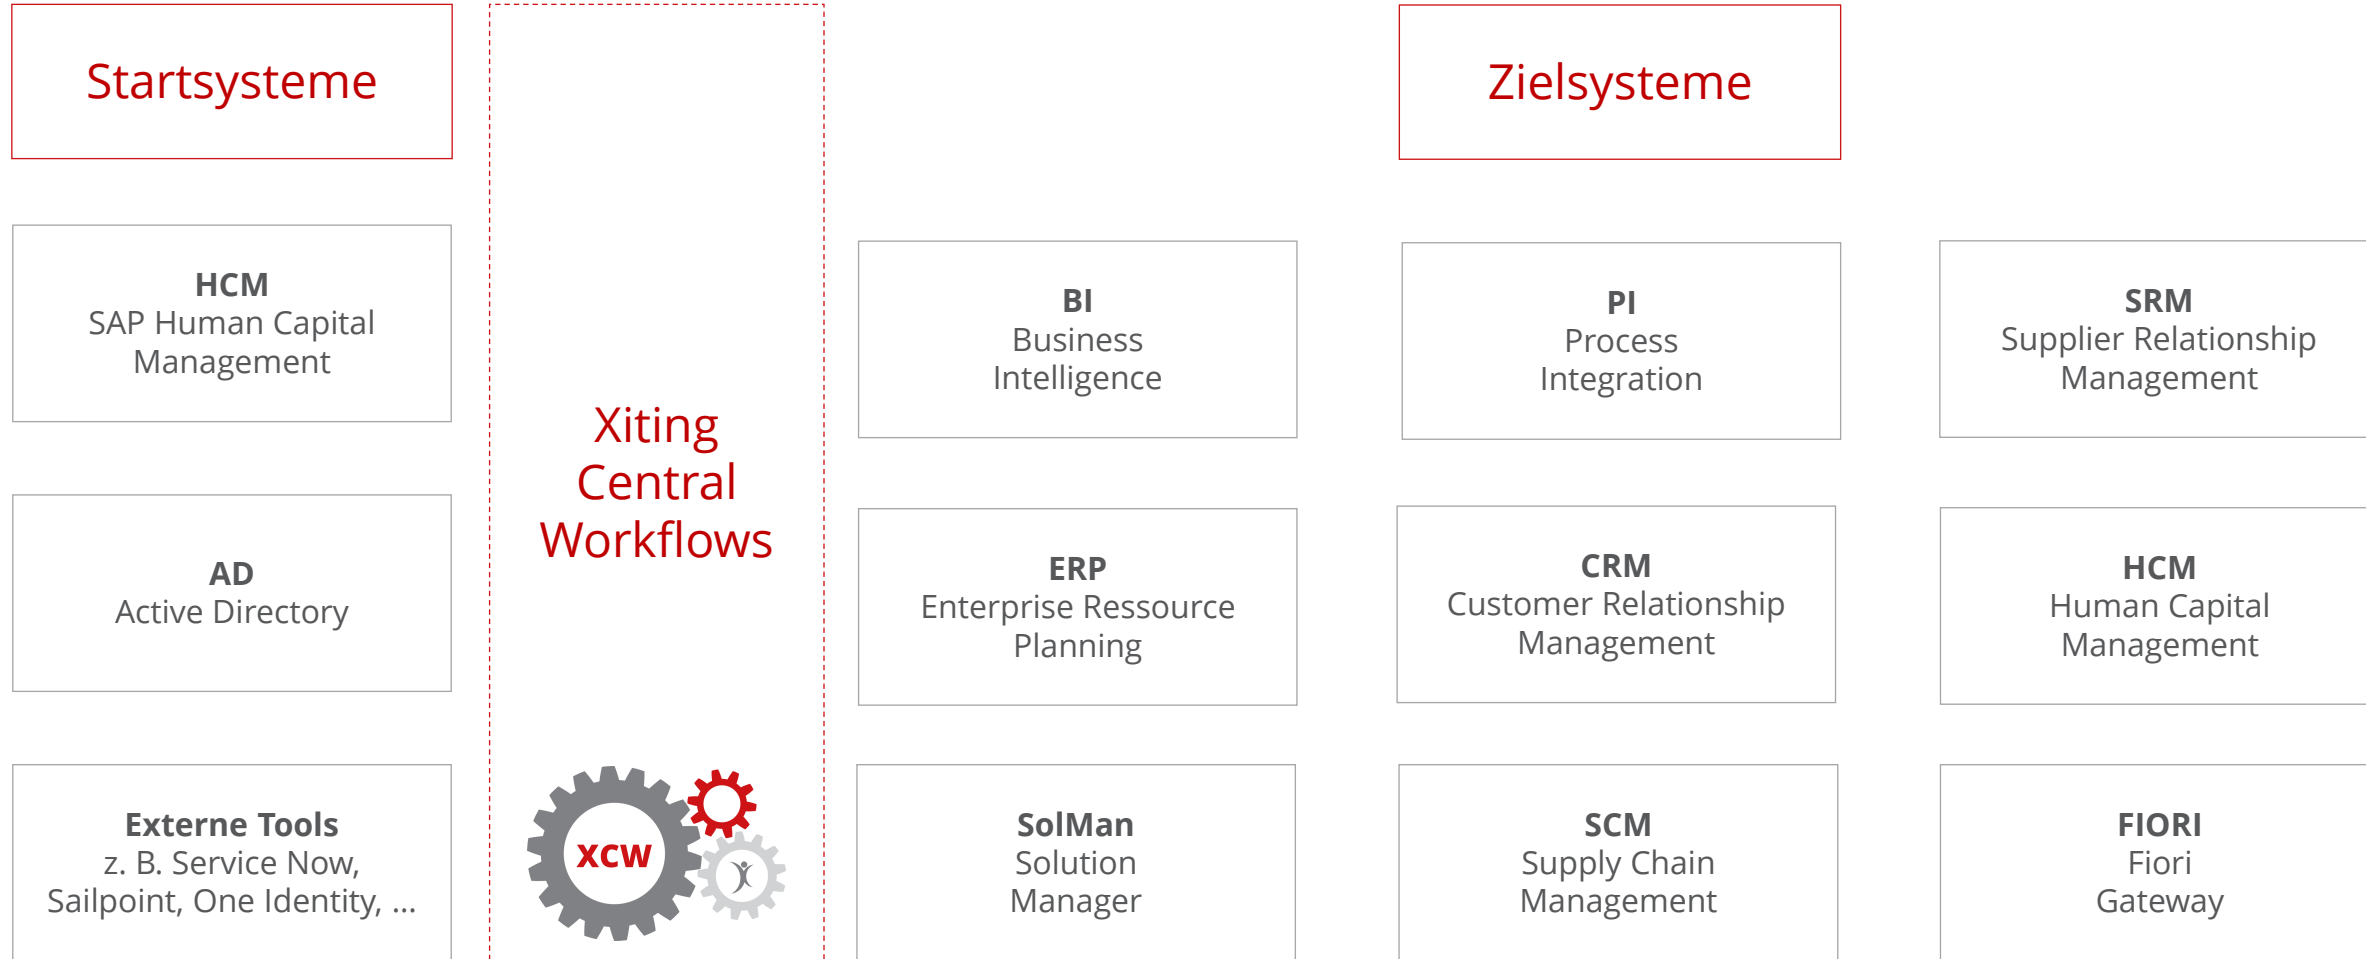 Startsysteme
Zielsysteme
HCM
SAP Human Capital
Management
AD
Active Directory
Externe Tools
z. B. Service Now,
Sailpoint, One Identity, ...
Xiting
Central
Workflows
XCW
BI
Business
Intelligence
PI
Process
Integration
SRM
Supplier Relationship
Management
ERP
Enterprise Ressource
Planning
CRM
Customer Relationship
Management
HCM
Human Capital
Management
SolMan
Solution
Manager
SCM
Supply Chain
Management
FIORI
Fiori
Gateway